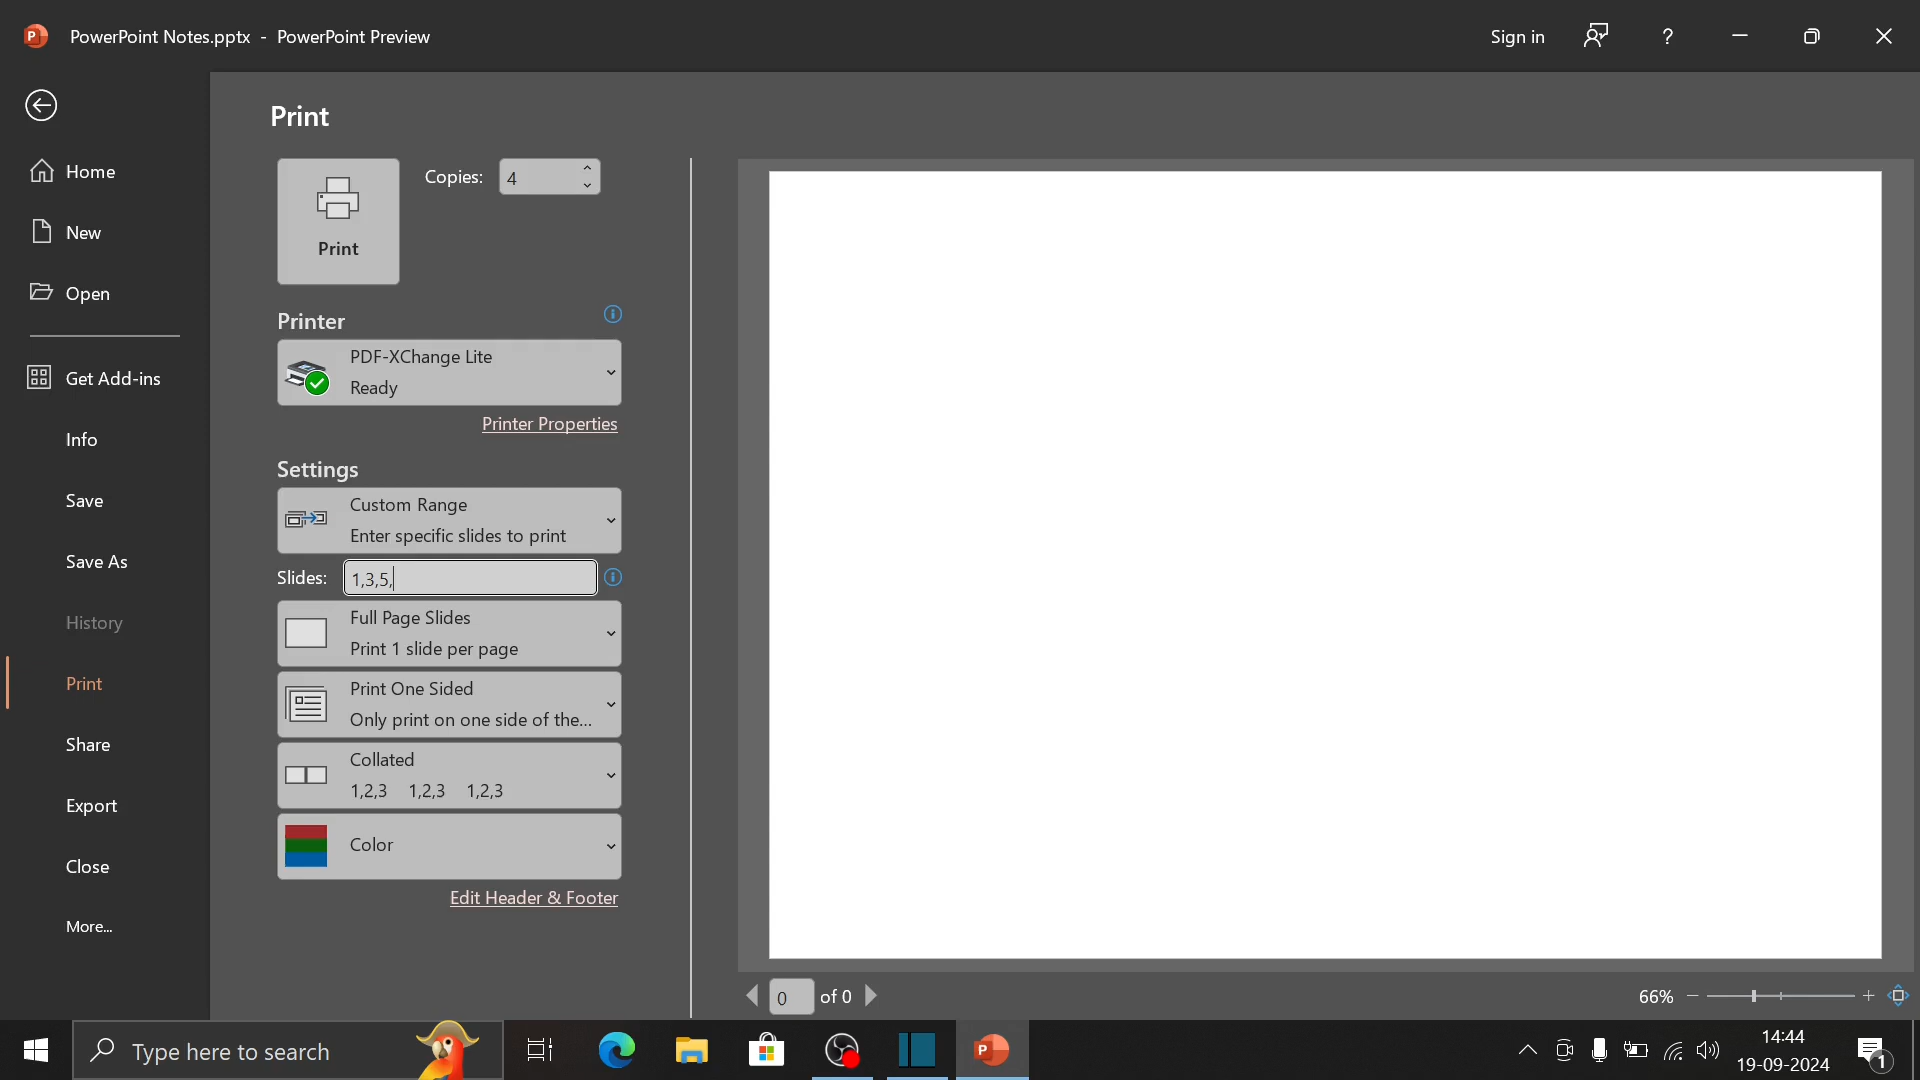 PowerPoint Notes.pptx - PowerPoint Preview
Sign in
?
Home
New
Open
Get Add-ins
Info
Save
Save As
History
Print
Share
Export
Close
More...
Print
Print
Copies: 4
Printer
PDF-XChange Lite
Ready
Printer Properties
Settings
Custom Range
Enter specific slides to print
Slides: 1,3,5,
Full Page Slides
Print 1 slide per page
Print One Sided
Only print on one side of the...
Collated
1,2,3 1,2,3 1,2,3
Color
Edit Header & Footer
0 of 0
66%
Type here to search
14:44
19-09-2024
1